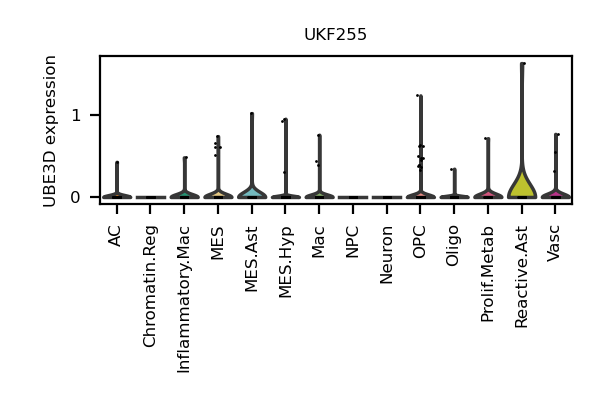 UKF255
UBE3D expression
1
0
AC
Chromatin.Reg
Inflammatory.Mac
MES
MES.Ast
MES.Hyp
Mac
NPC
Neuron
OPC
Oligo
Prolif.Metab
Reactive.Ast
Vasc